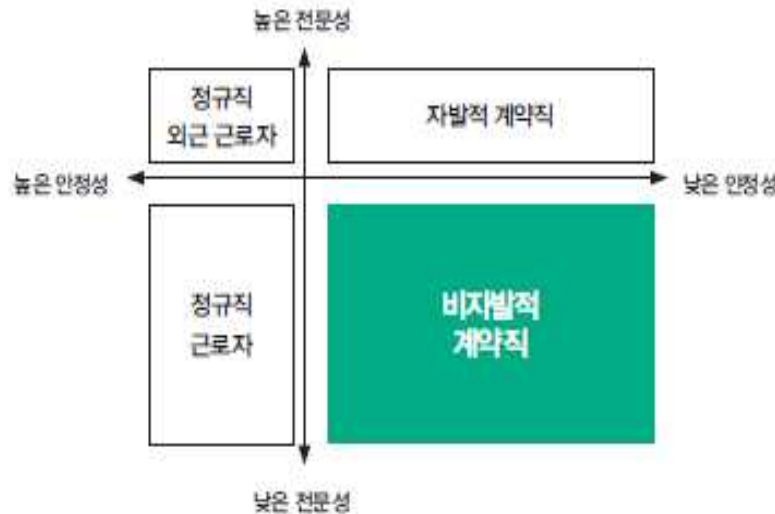 높은 전문성
정규직
외근 근로자
자발적 계약직
높은 안정성
낮은 안정성
정규직
근로자
비자발적
계약직
낮은 전문성